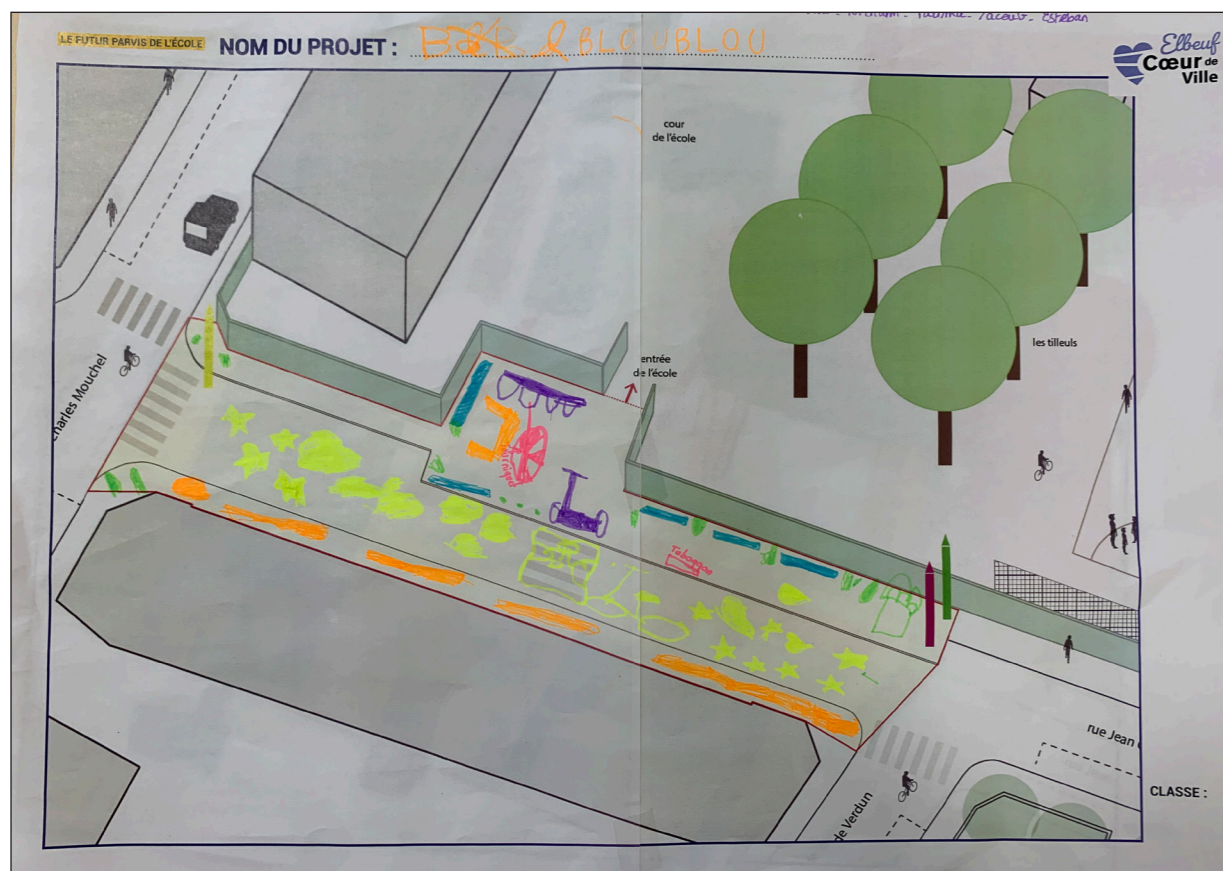 LE FUTUR PARVIS DE L'ÉCOLE
NOM DU PROJET : BLOUBLOU
Elbeuf
Cœur de
Ville
cour
de l'école
les tilleuls
entrée
de l'école
Charles Mouchel
Toboggan
rue Jean
de Verdun
CLASSE :